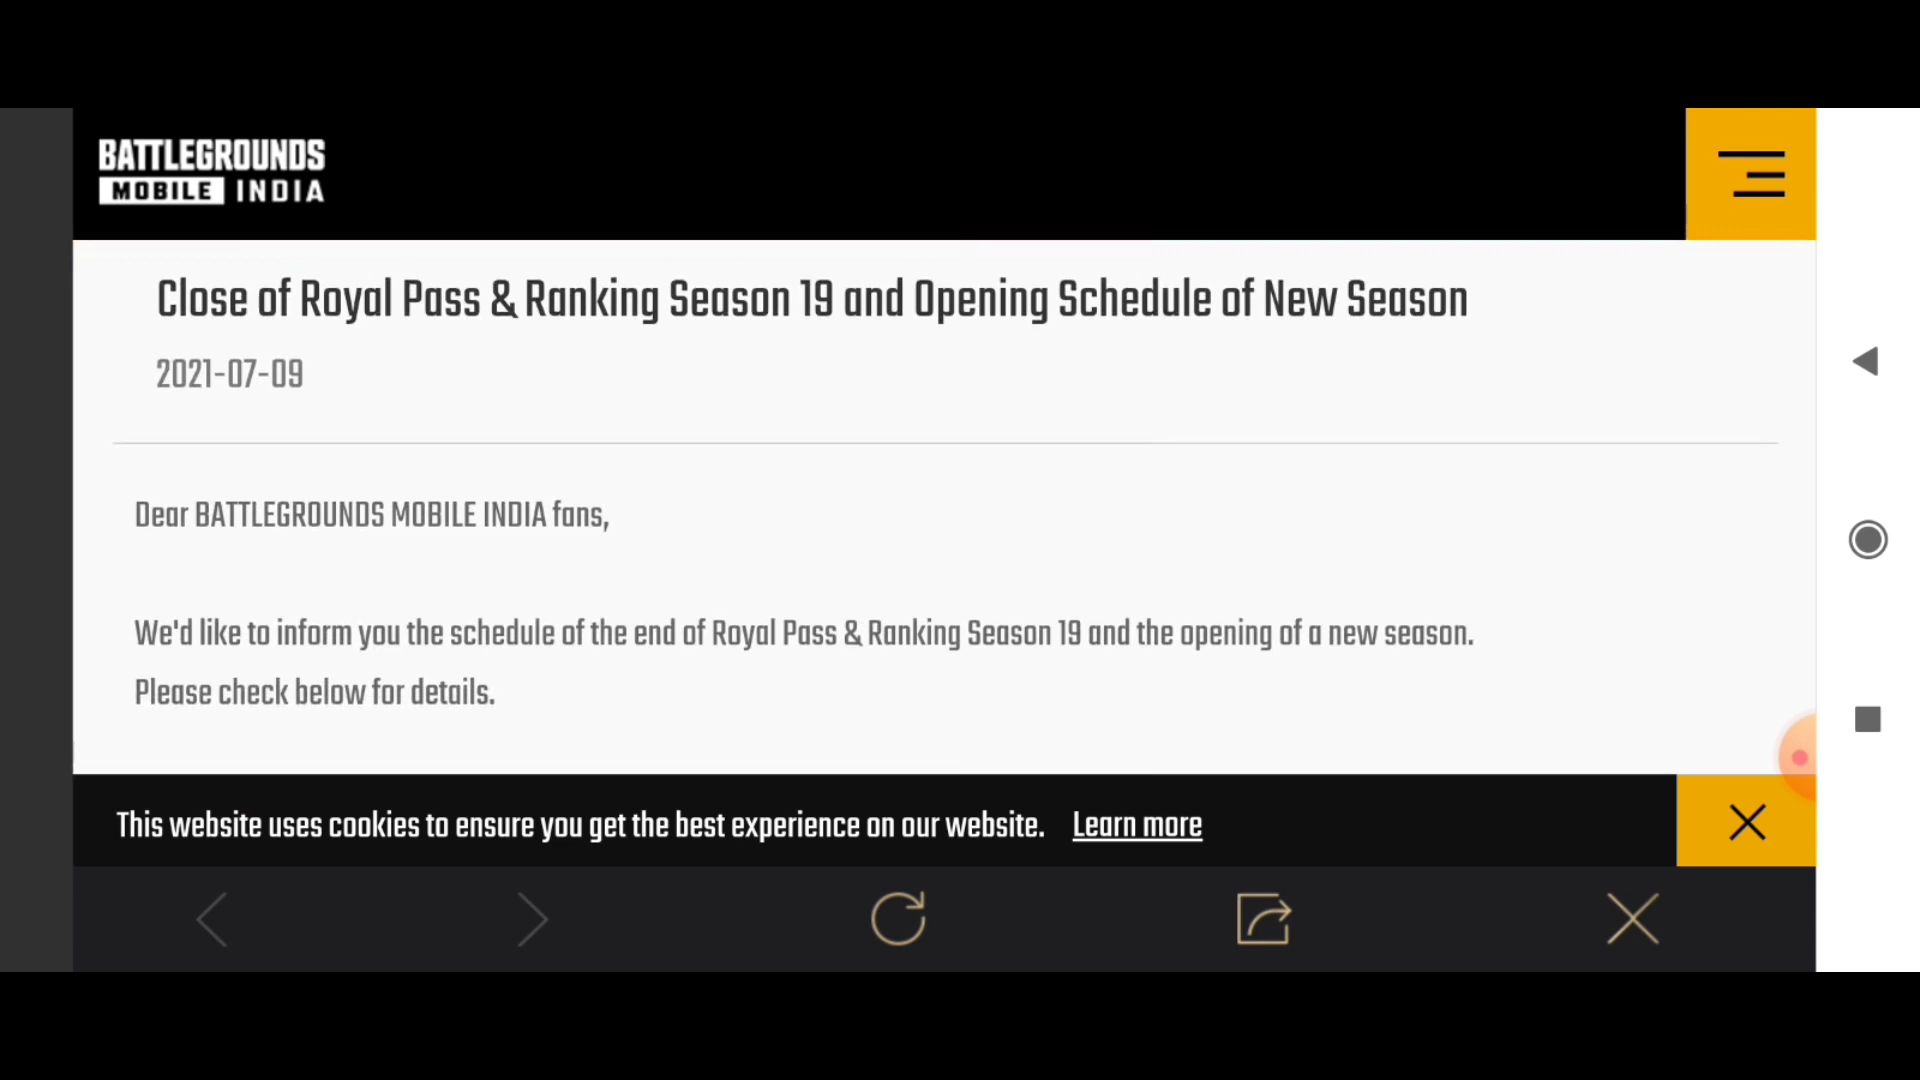 BATTLEGROUNDS
MOBILE INDIA
Close of Royal Pass & Ranking Season 19 and Opening Schedule of New Season
2021-07-09
Dear BATTLEGROUNDS MOBILE INDIA fans,
We'd like to inform you the schedule of the end of Royal Pass & Ranking Season 19 and the opening of a new season.
Please check below for details.
This website uses cookies to ensure you get the best experience on our website. Learn more